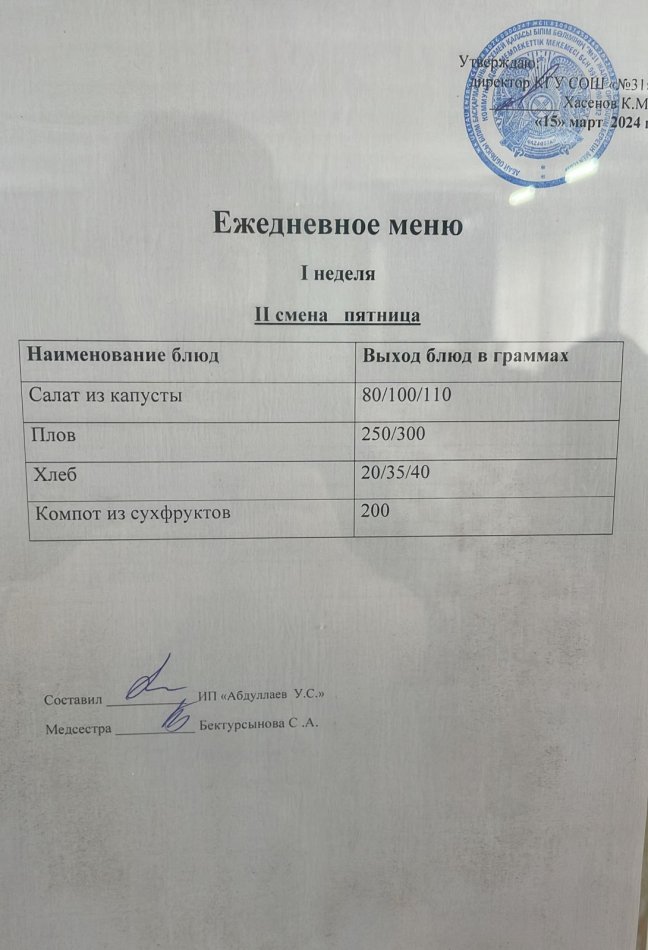 Утверждаю:
директор КГУ СОШ «№31»
Хасенов К.М
«15» март 2024 г
Ежедневное меню
I неделя
II смена пятница
Наименование блюд
Выход блюд в граммах
Салат из капусты
80/100/110
Плов
250/300
Хлеб
20/35/40
Компот из сухфруктов
200
Составил ____________ ИП «Абдуллаев У.С.»
Медсестра ____________ Бектурсынова С .А.